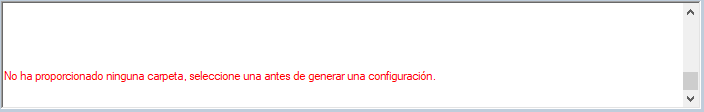 No ha proporcionado ninguna carpeta, seleccione una antes de generar una configuración.